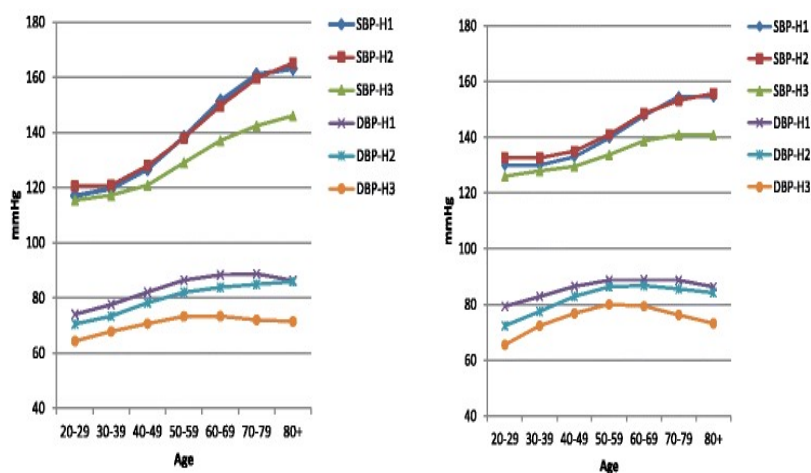 180
160
140
120
100
80
60
40
mmHg
20-29 30-39 40-49 50-59 60-69 70-79 80+
Age
SBP-H1
SBP-H2
SBP-H3
DBP-H1
DBP-H2
DBP-H3
180
160
140
120
100
80
60
40
mmHg
20-29 30-39 40-49 50-59 60-69 70-79 80+
Age
SBP-H1
SBP-H2
SBP-H3
DBP-H1
DBP-H2
DBP-H3